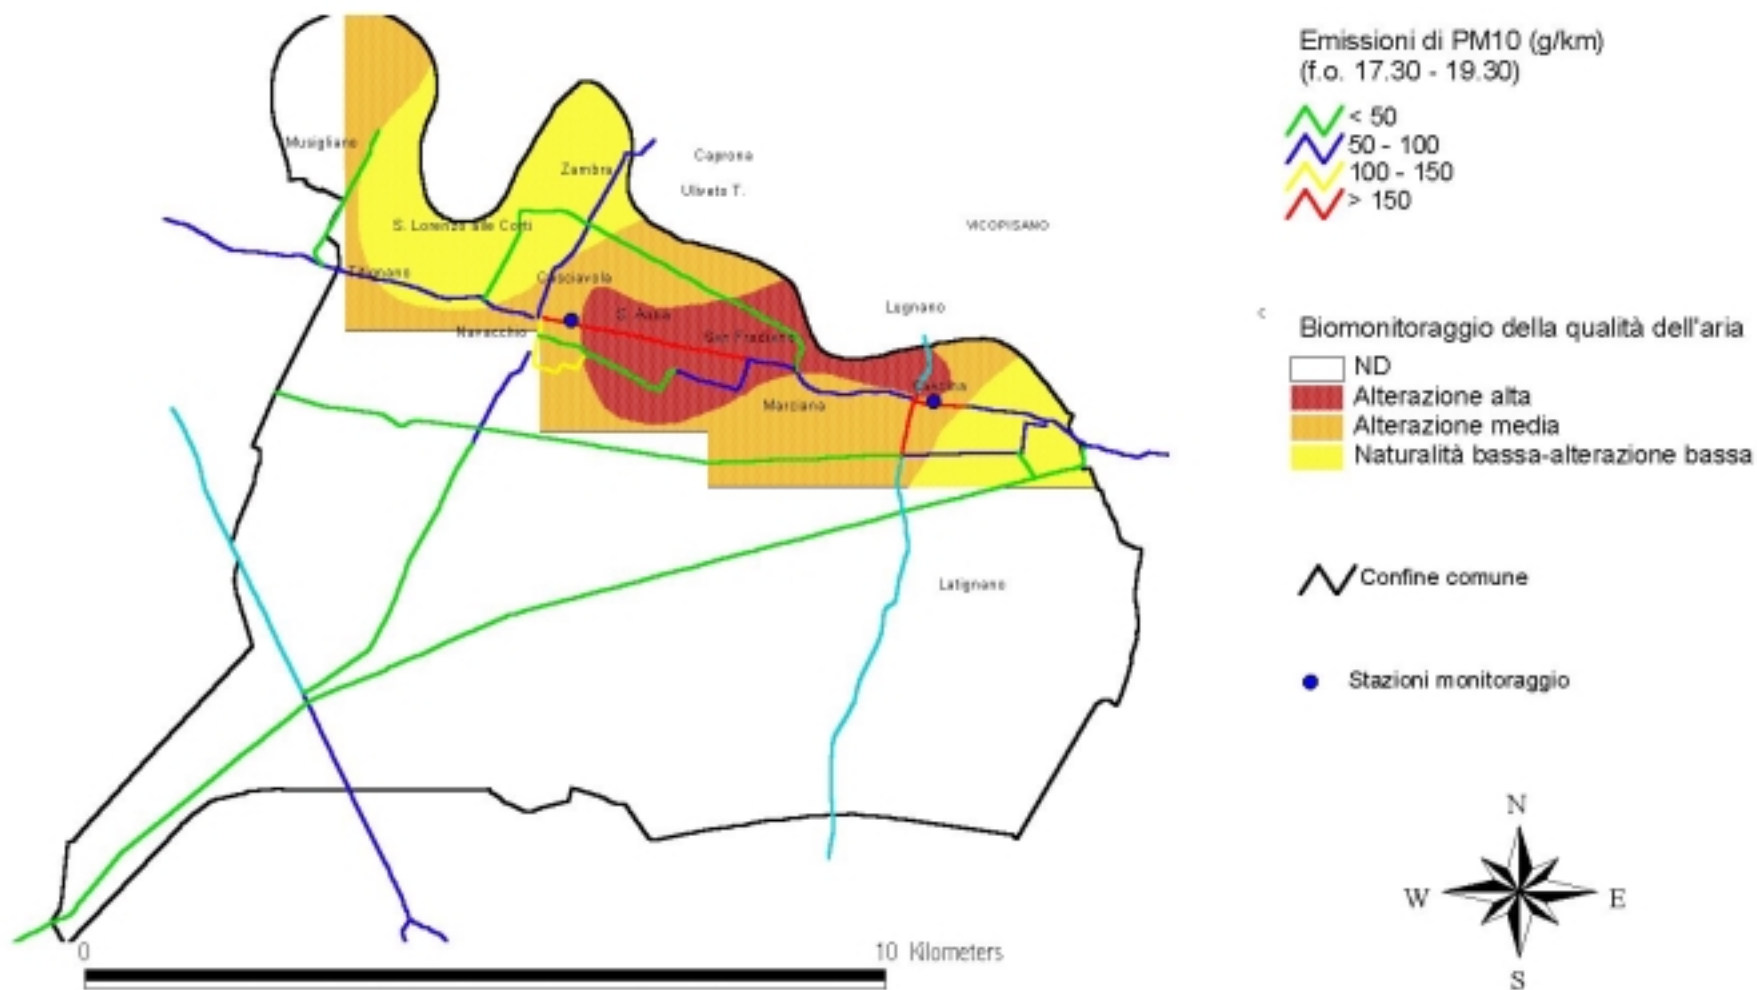 Emissioni di PM10 (g/km)
(f.o. 17.30 - 19.30)
< 50
50 - 100
100 - 150
> 150
Biomonitoraggio della qualità dell'aria
ND
Alterazione alta
Alterazione media
Naturalità bassa-alterazione bassa
Confine comune
Stazioni monitoraggio
Musigliano
Zambra
Caprona
Uliveto T.
S. Lorenzo alle Corti
VICOPISANO
Titignano
Casciavola
Lugnano
S. Anna
Navacchio
San Frediano
Cascina
Marciana
Latignano
C
N
W
E
S
0
10 Kilometers